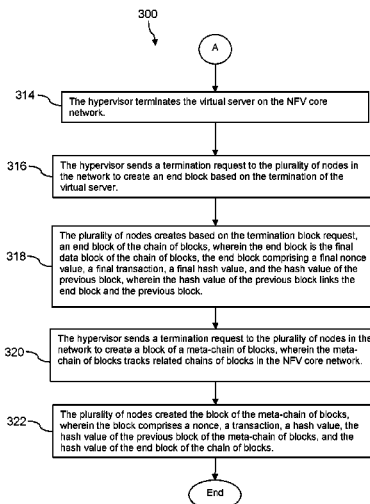 300
A
314
The hypervisor terminates the virtual server on the NFV core
network.
316
The hypervisor sends a termination request to the plurality of nodes in
the network to create an end block based on the termination of the
virtual server.
318
The plurality of nodes creates based on the termination block request,
an end block of the chain of blocks, wherein the end block is the final
data block of the chain of blocks, the end block comprising a final nonce
value, a final transaction, a final hash value, and the hash value of the
previous block, wherein the hash value of the previous block links the
end block and the previous block.
320
The hypervisor sends a termination request to the plurality of nodes in the
network to create a block of a meta-chain of blocks, wherein the meta-
chain of blocks tracks related chains of blocks in the NFV core network.
322
The plurality of nodes created the block of the meta-chain of blocks,
wherein the block comprises a nonce, a transaction, a hash value, the
hash value of the previous block of the meta-chain of blocks, and the
hash value of the end block of the chain of blocks.
End